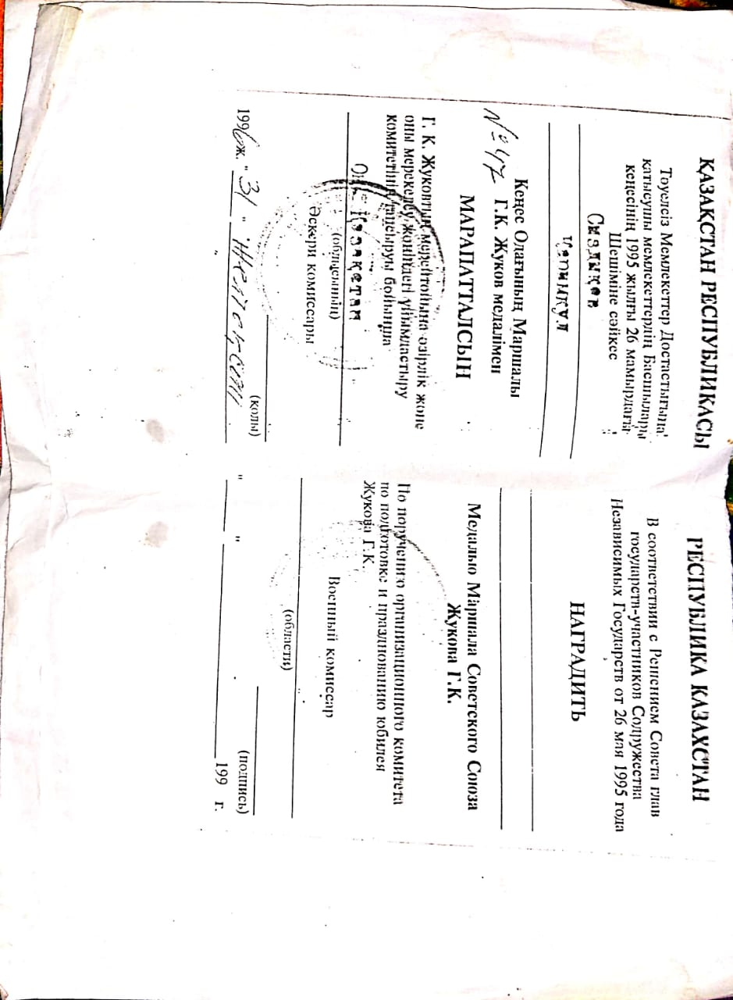 ҚАЗАҚСТАН РЕСПУБЛИКАСЫ
Тәуелсіз Мемлекеттер Достастығына
қатысушы мемлекеттердің Басшылары
кеңесінің 1995 жылғы 26 мамырдағы
Шешіміне сәйкес
Сыздықов
№ 47
Кеңес Одағының Маршалы
Г.К. Жуков медалімен
МАРАПАТТАЛСЫН
Г. К. Жуковтың мерейтойына әзірлік және
оны мерекелеу жөніндегі ұйымдастыру
комитетінің тапсыруы бойынша
Оңт Қазақстан
(облысының)
Әскери комиссары
(қолы)
1996ж. " 31 " Желтоқсан
РЕСПУБЛИКА КАЗАХСТАН
В соответствии с Решением Совета глав
государств-участников Содружества
Независимых Государств от 26 мая 1995 года
НАГРАДИТЬ
Медалью Маршала Советского Союза
Жукова Г.К.
По поручению организационного комитета
по подготовке и празднованию юбилея
Жукова Г.К.
Военный комиссар
(области)
(подпись)
" " 199 г.